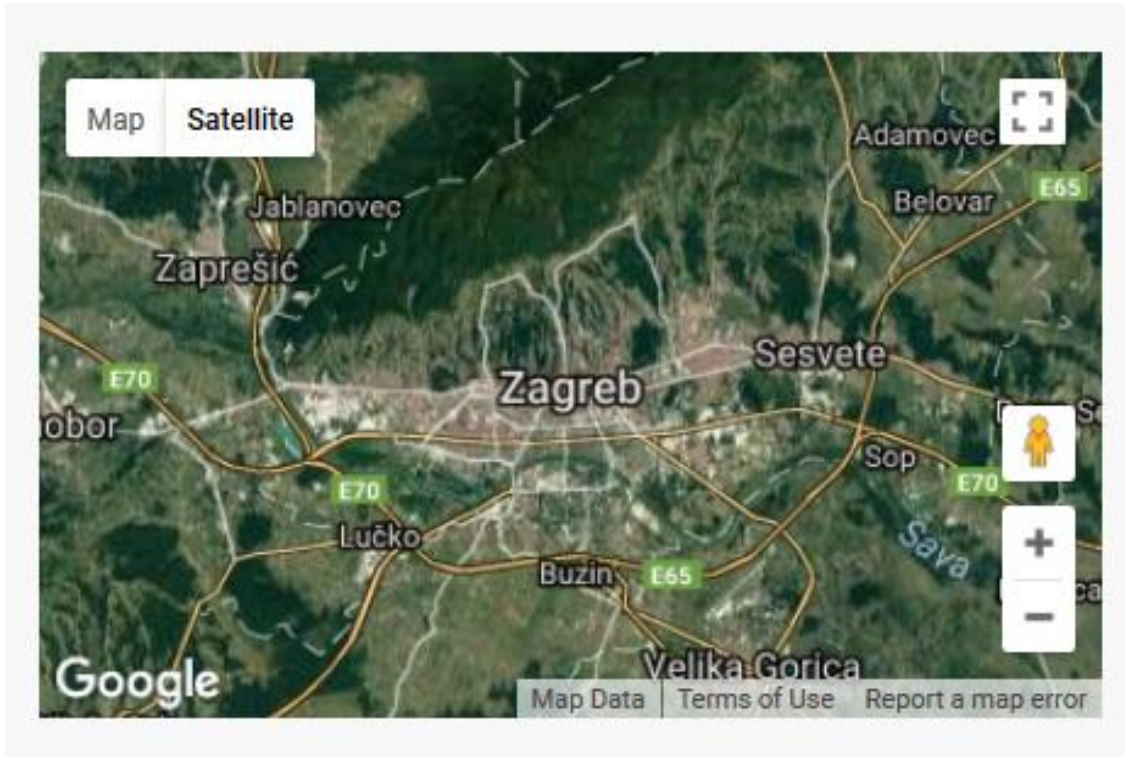 Map Satellite
Adamovec
E65
Jablanovec
Belovar
Zaprešić
Sesvete
E70
Zagreb
obor
Sop
E70
E70
Lučko
Sava
Buzin
E65
Velika Gorica
Google
Map Data Terms of Use Report a map error